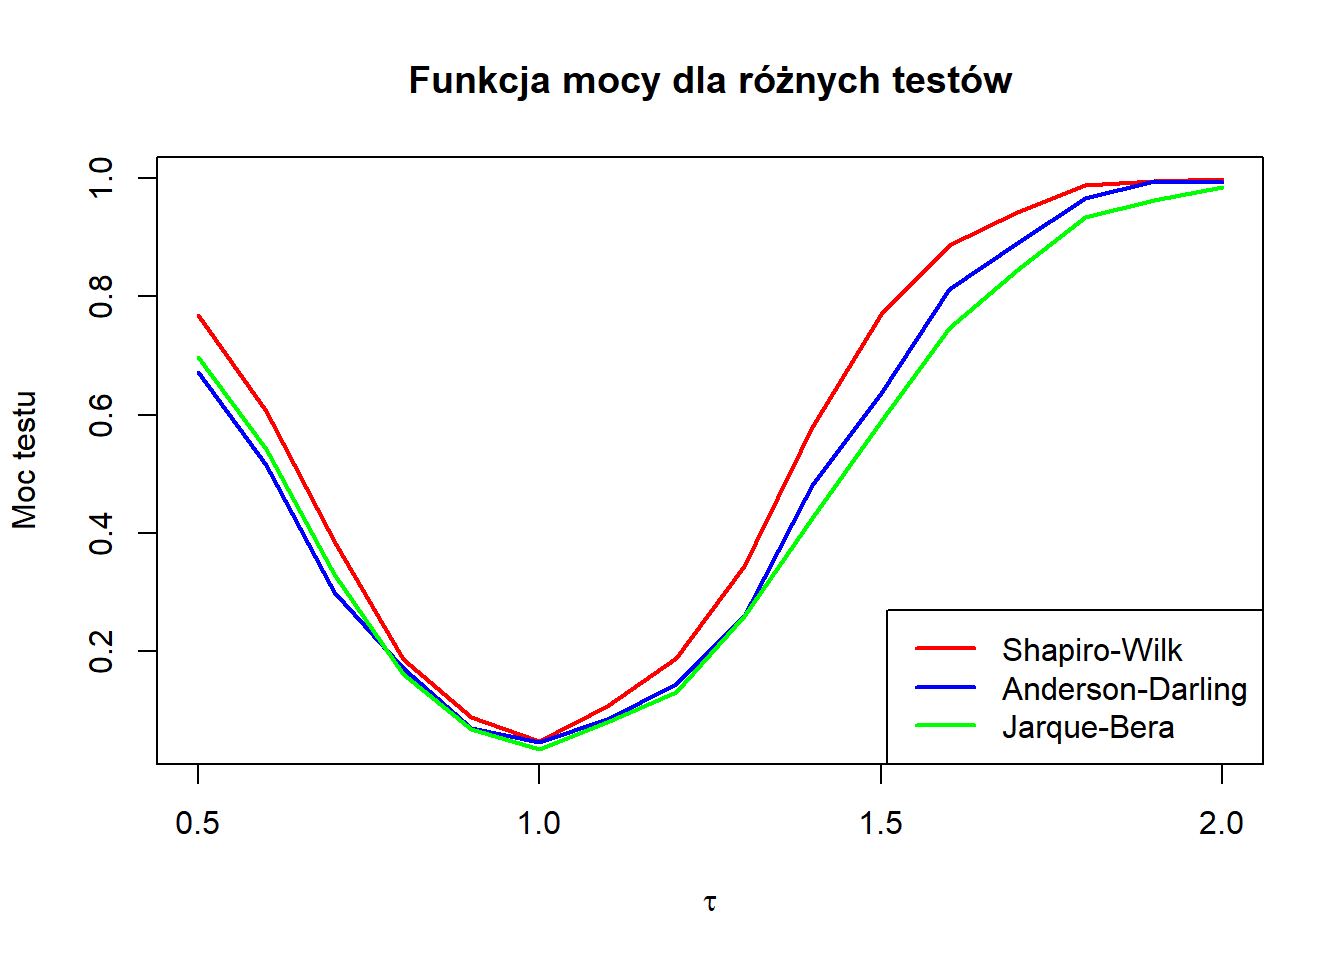 Funkcja mocy dla różnych testów
Moc testu
1.0
0.8
0.6
0.4
0.2
Shapiro-Wilk
Anderson-Darling
Jarque-Bera
0.5 1.0 1.5 2.0
τ